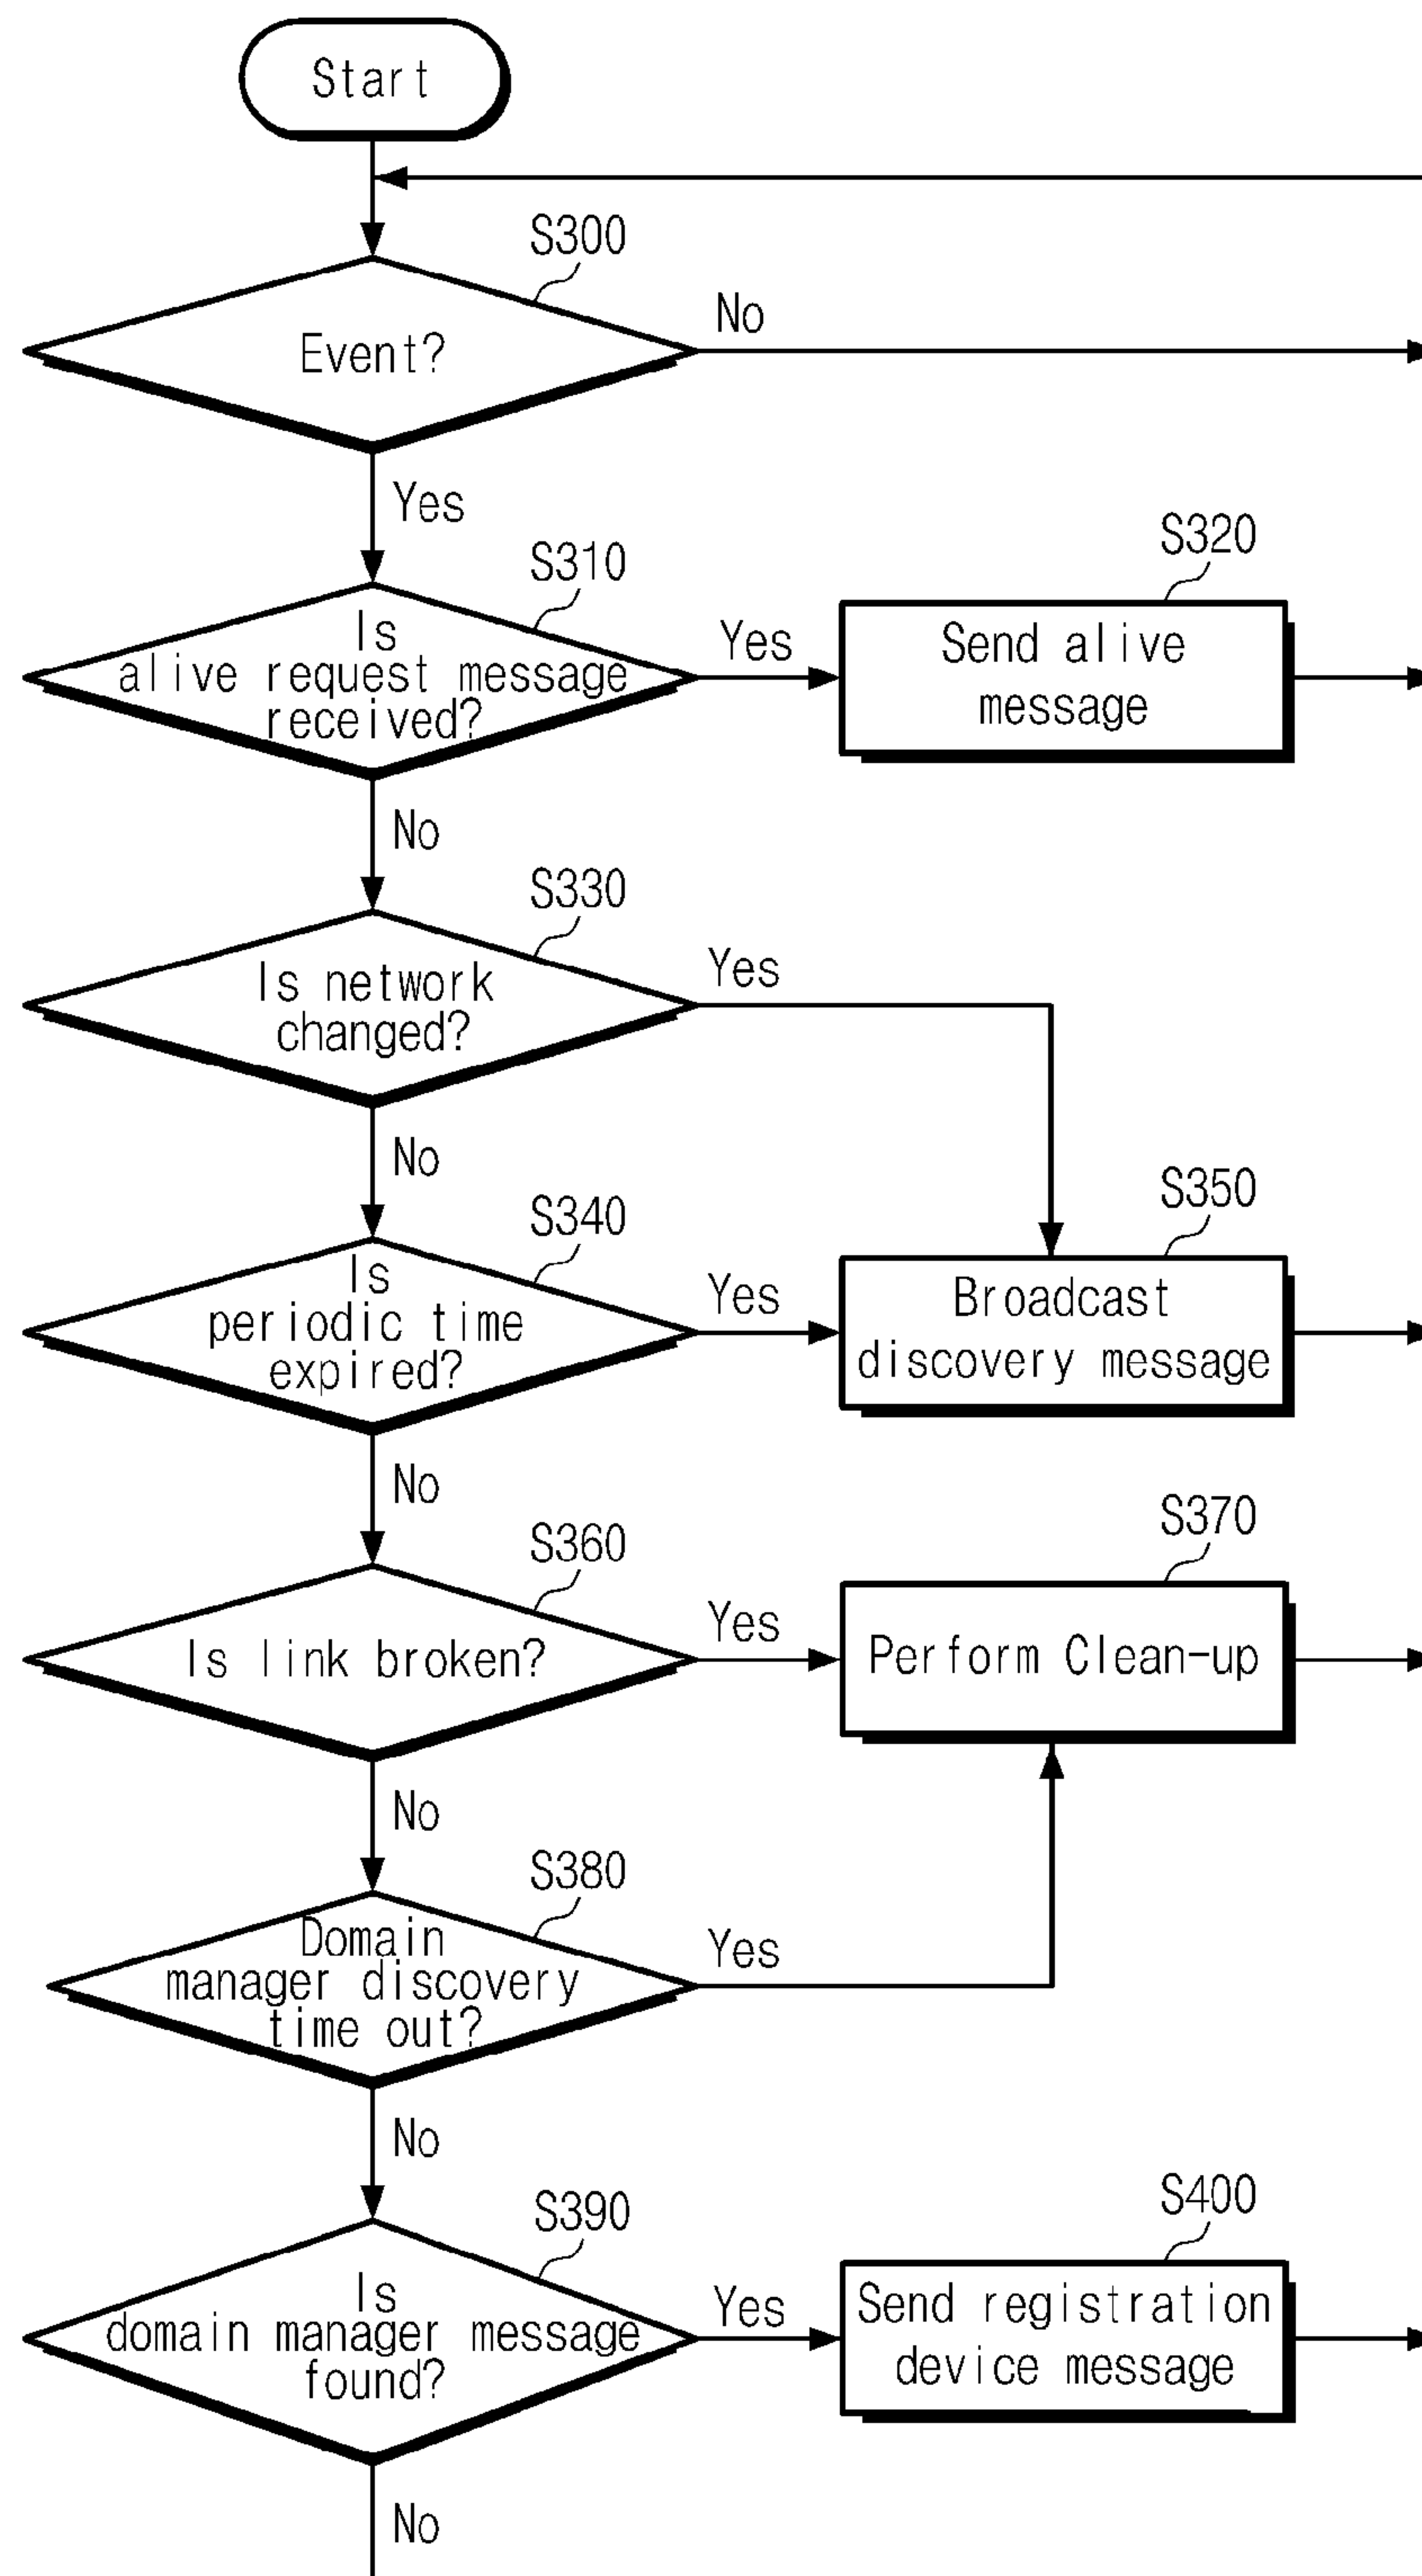 Start
S300
Event?
No
Yes
S310
Is
alive request message
received?
Yes
S320
Send alive
message
No
S330
Is network
changed?
Yes
No
S340
Is
periodic time
expired?
Yes
S350
Broadcast
discovery message
No
S360
Is link broken?
Yes
S370
Perform Clean-up
No
S380
Domain
manager discovery
time out?
Yes
No
S390
Is
domain manager message
found?
Yes
S400
Send registration
device message
No